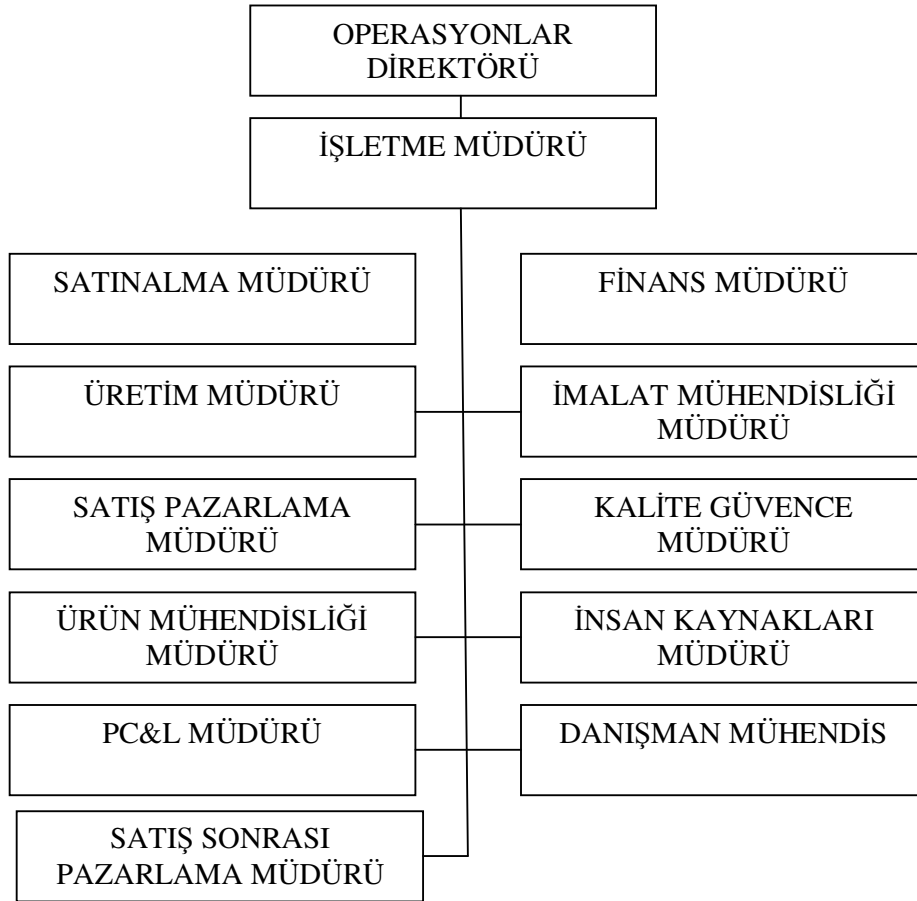 OPERASYONLAR
DİREKTÖRÜ
İŞLETME MÜDÜRÜ
SATINALMA MÜDÜRÜ
FİNANS MÜDÜRÜ
ÜRETİM MÜDÜRÜ
İMALAT MÜHENDİSLİĞİ
MÜDÜRÜ
SATIŞ PAZARLAMA
MÜDÜRÜ
KALİTE GÜVENCE
MÜDÜRÜ
ÜRÜN MÜHENDİSLİĞİ
MÜDÜRÜ
İNSAN KAYNAKLARI
MÜDÜRÜ
PC&L MÜDÜRÜ
DANIŞMAN MÜHENDİS
SATIŞ SONRASI
PAZARLAMA MÜDÜRÜ